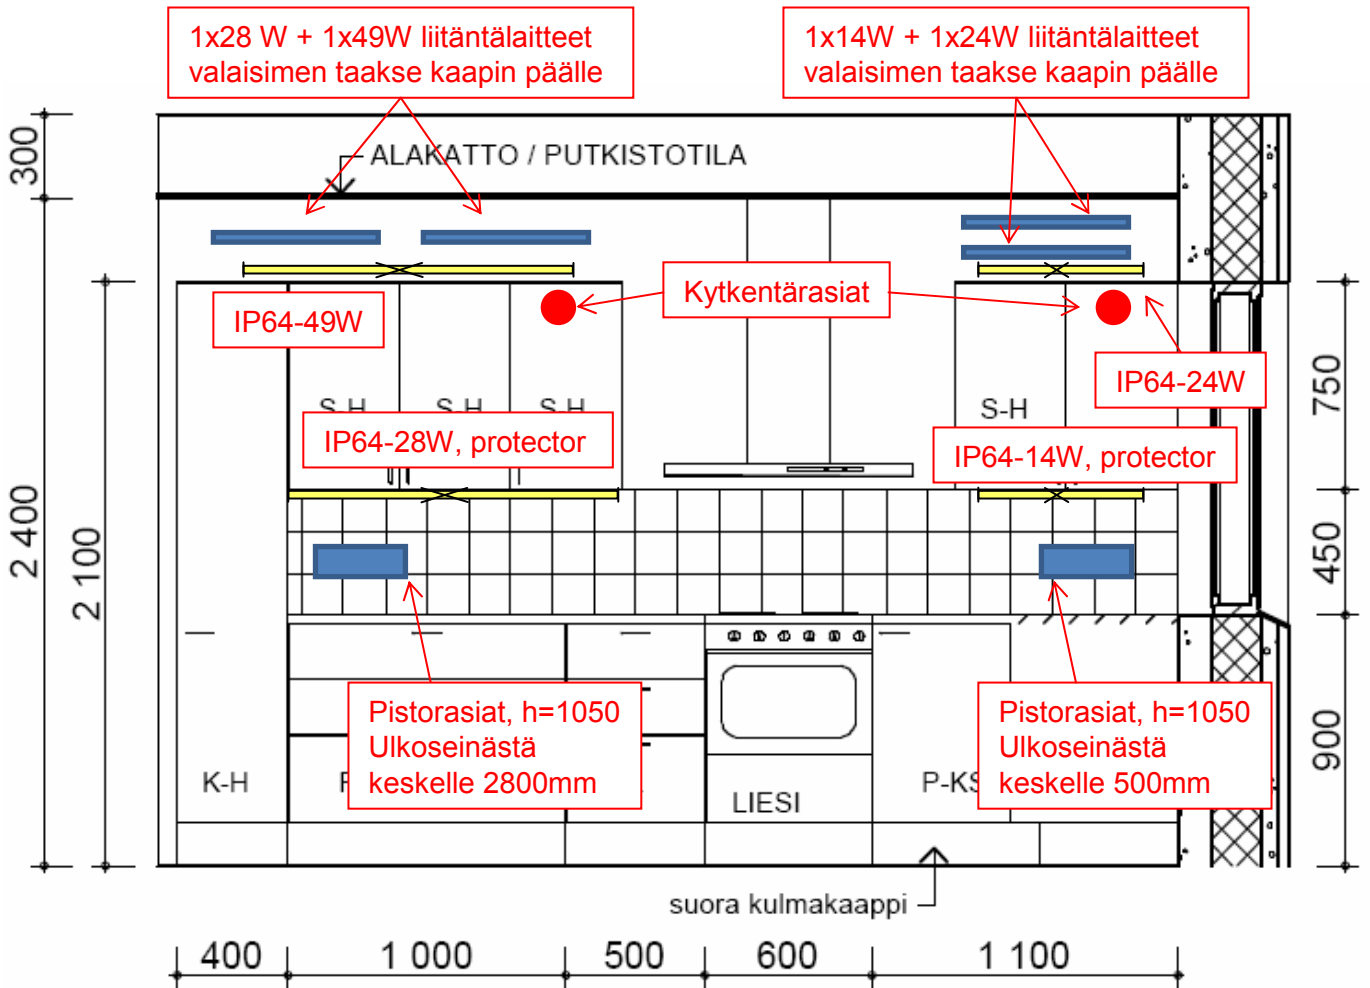 1x28 W + 1x49W liitäntälaitteet
valaisimen taakse kaapin päälle
1x14W + 1x24W liitäntälaitteet
valaisimen taakse kaapin päälle
300
ALAKATTO / PUTKISTOTILA
Kytkentärasiat
IP64-49W
IP64-24W
S-H
S-H
S-H
S-H
IP64-28W, protector
IP64-14W, protector
2 400
2 100
750
450
900
Pistorasiat, h=1050
Ulkoseinästä
keskelle 2800mm
Pistorasiat, h=1050
Ulkoseinästä
keskelle 500mm
K-H
LIESI
P-KS
suora kulmakaappi
400
1 000
500
600
1 100